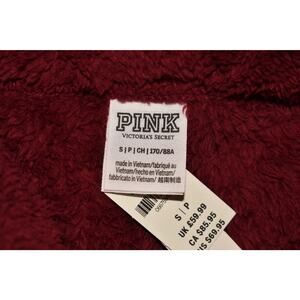 PINK
VICTORIA'S SECRET
S | P | CH | 170/88A
made in Vietnam/fabriqué au
Vietnam/hecho en Vietnam/
fabbricato in Vietnam/越南制造
S | P
UK £59.99
CA $85.95
US $69.95